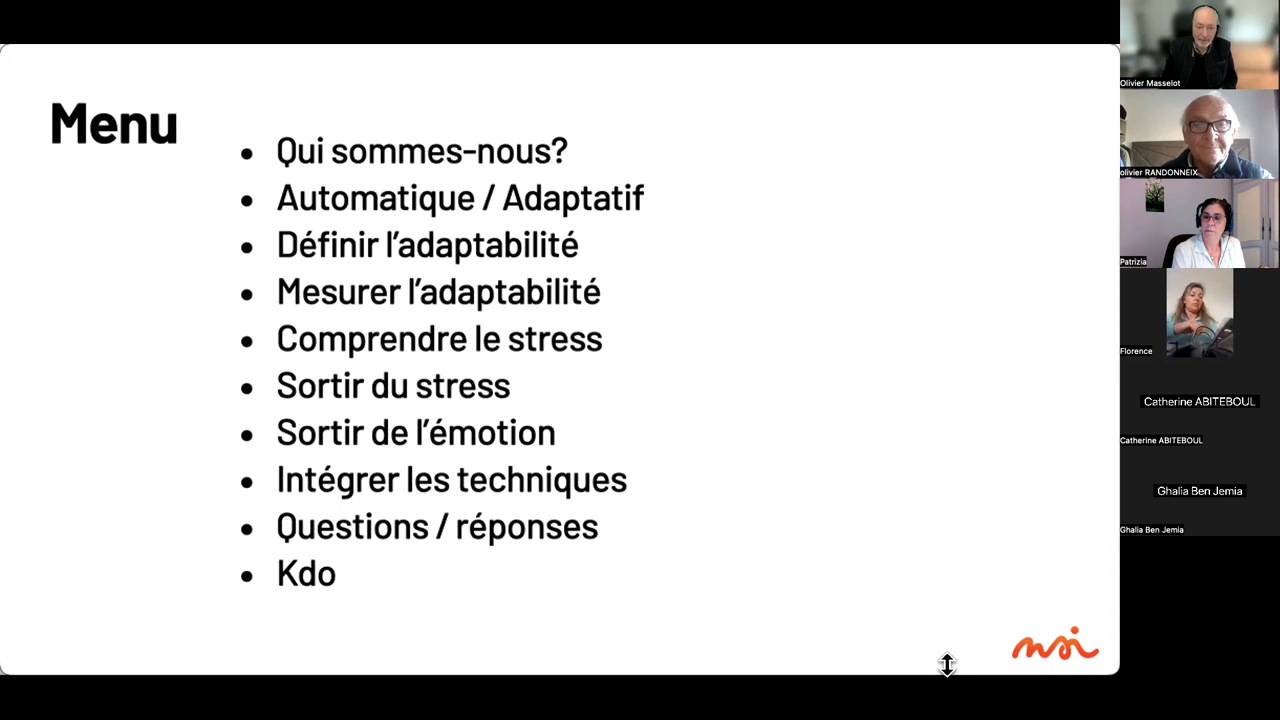 Menu
Qui sommes-nous?
Automatique / Adaptatif
Définir l'adaptabilité
Mesurer l'adaptabilité
Comprendre le stress
Sortir du stress
Sortir de l'émotion
Intégrer les techniques
Questions / réponses
Kdo
nsi
Olivier Masselot
olivier RANDONNEIX
Patrizia
Florence
Catherine ABITEBOUL
Catherine ABITEBOUL
Ghalia Ben Jemia
Ghalia Ben Jemia